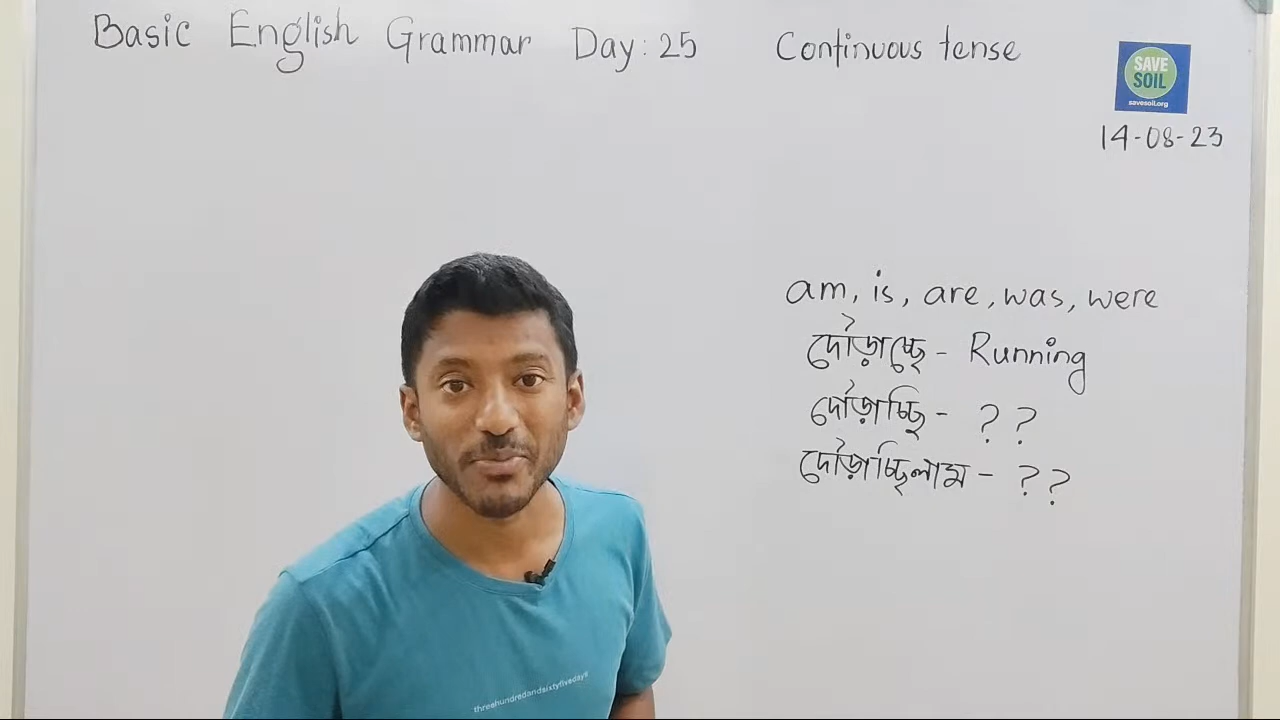 Basic English Grammar Day: 25 Continuous tense
SAVE
SOIL
savesoil.org
14-08-23
am, is, are, was, were
দৌড়াচ্ছে - Running
দৌড়াচ্ছি - ? ?
দৌড়াচ্ছিলাম - ? ?
threehundredandsixtyfivedays